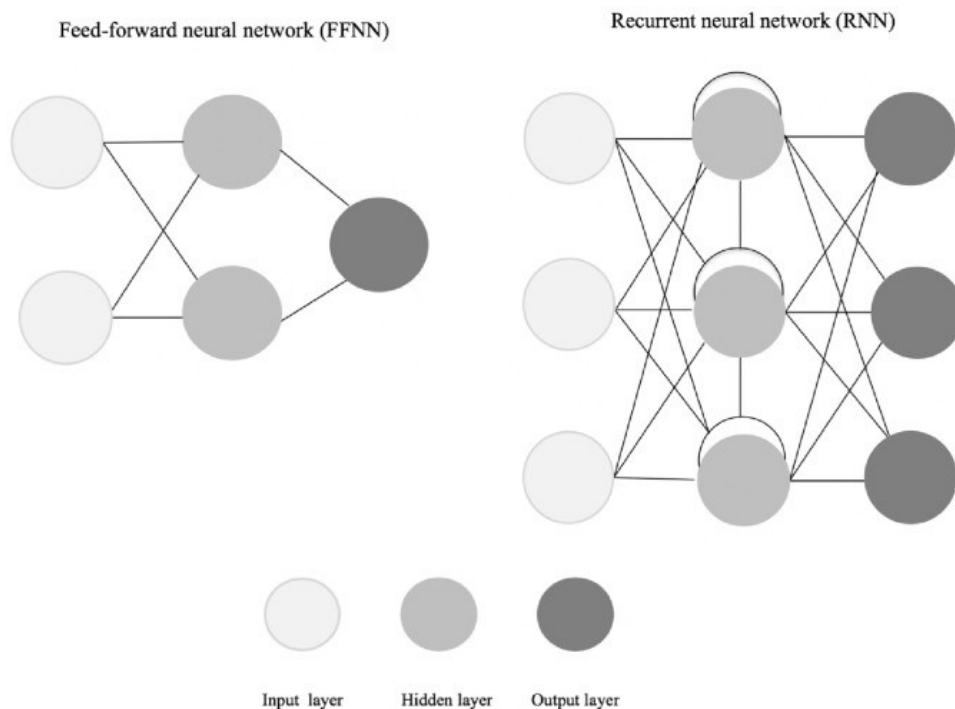 Feed-forward neural network (FFNN)
Recurrent neural network (RNN)
Input layer
Hidden layer
Output layer